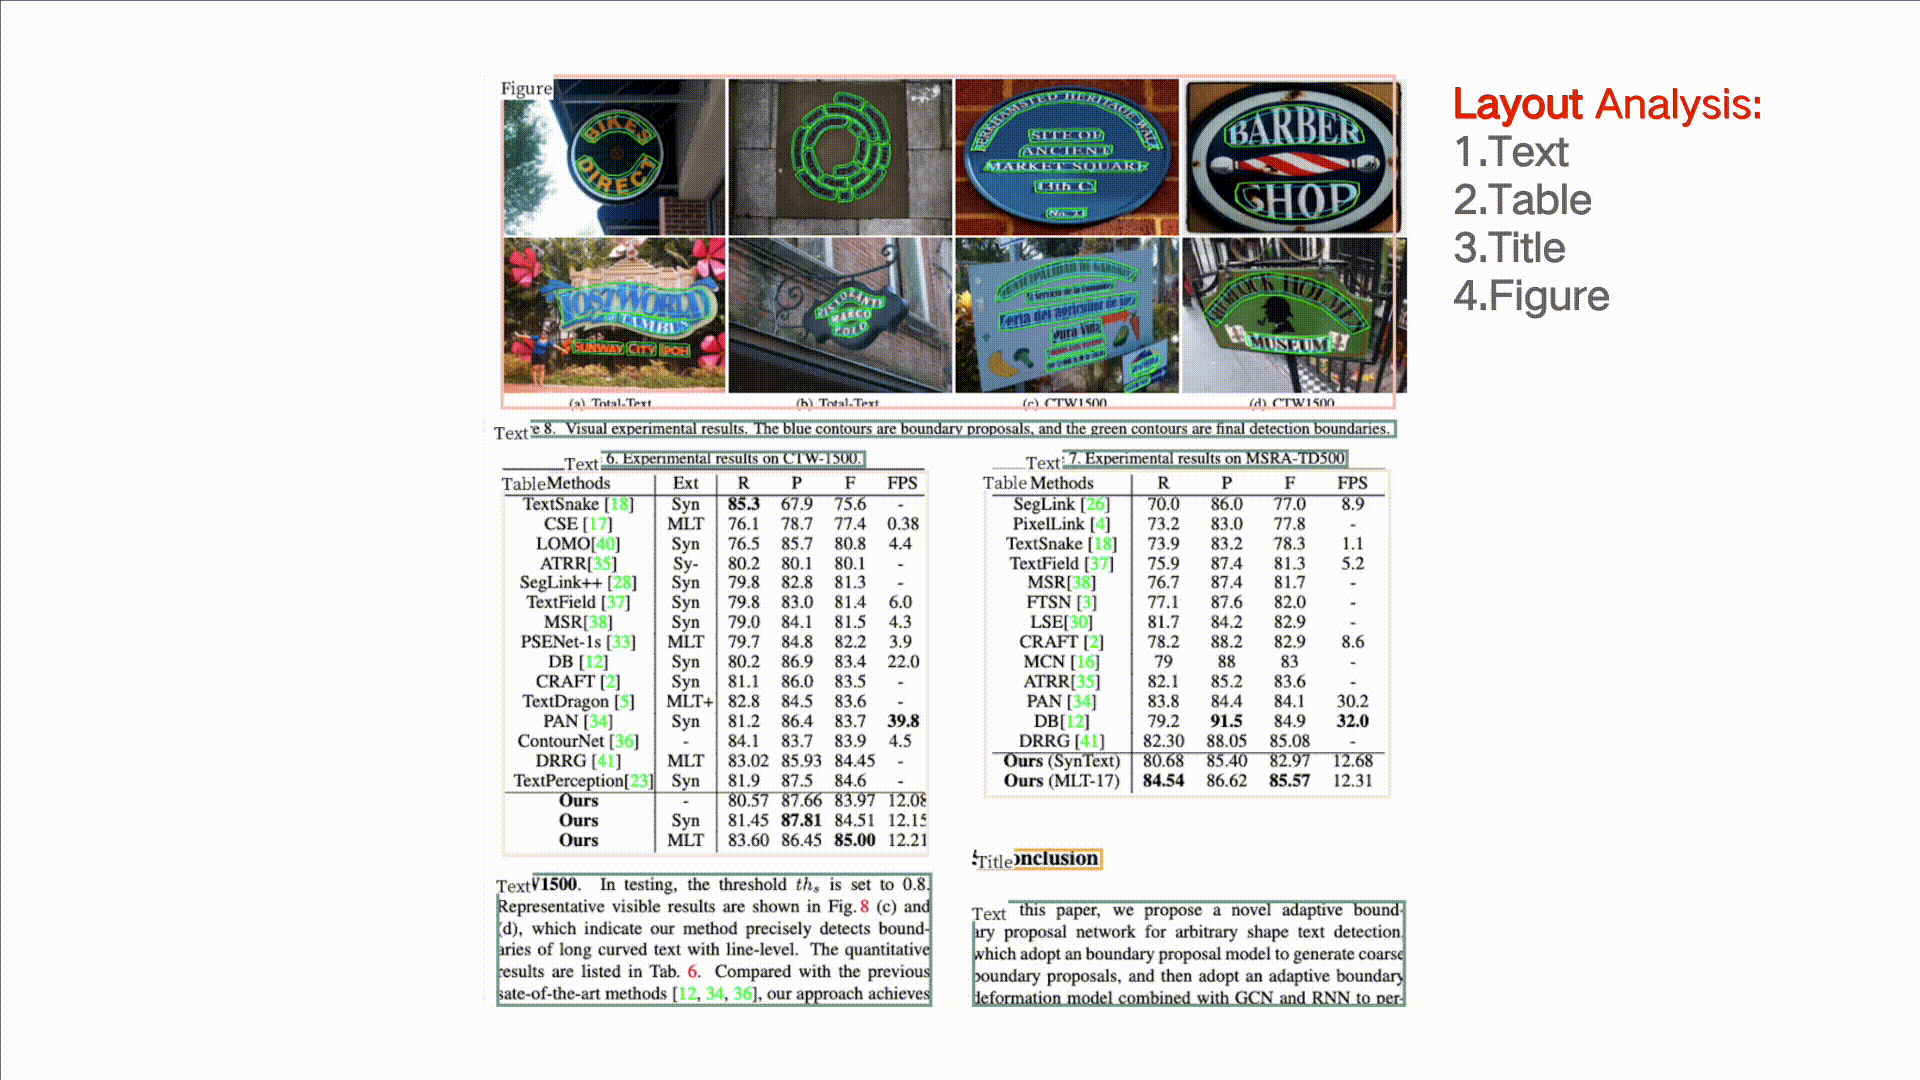 Figure
BIKES
DIRECT
BERKHAMSTED HERITAGE WALK
SITE OF
ANCIENT
MARKET SQUARE
13th C.
No. 21
BARBER
SHOP
LOST WORLD
OF TAMBUN
SUNWAY CITY IPOH
RISTORANTE
MARCO
POLO
MUNICIPALIDAD DE
Al Servicio de la Comunidad
Feria del agricultor de
Pura Vida
SHERLOCK HOLMES
MUSEUM
(a) Total-Text
(b) Total-Text
(c) CTW1500
(d) CTW1500
Text e 8. Visual experimental results. The blue contours are boundary proposals, and the green contours are final detection boundaries.
Text 6. Experimental results on CTW-1500.
Table Methods Ext R P F FPS
TextSnake [18] Syn 85.3 67.9 75.6 -
CSE [17] MLT 76.1 78.7 77.4 0.38
LOMO[40] Syn 76.5 85.7 80.8 4.4
ATRR[35] Sy- 80.2 80.1 80.1 -
SegLink++ [28] Syn 79.8 82.8 81.3 -
TextField [37] Syn 79.8 83.0 81.4 6.0
MSR[38] Syn 79.0 84.1 81.5 4.3
PSENet-1s [33] MLT 79.7 84.8 82.2 3.9
DB [12] Syn 80.2 86.9 83.4 22.0
CRAFT [2] Syn 81.1 86.0 83.5 -
TextDragon [5] MLT+ 82.8 84.5 83.6 -
PAN [34] Syn 81.2 86.4 83.7 39.8
ContourNet [36] - 84.1 83.7 83.9 4.5
DRRG [41] MLT 83.02 85.93 84.45 -
TextPerception[23] Syn 81.9 87.5 84.6 -
Ours - 80.57 87.66 83.97 12.08
Ours Syn 81.45 87.81 84.51 12.15
Ours MLT 83.60 86.45 85.00 12.21
Text 1500. In testing, the threshold ths is set to 0.8.
Representative visible results are shown in Fig. 8 (c) and
(d), which indicate our method precisely detects bound-
aries of long curved text with line-level. The quantitative
results are listed in Tab. 6. Compared with the previous
sate-of-the-art methods [12, 34, 36], our approach achieves
Text 7. Experimental results on MSRA-TD500
Table Methods R P F FPS
SegLink [26] 70.0 86.0 77.0 8.9
PixelLink [4] 73.2 83.0 77.8 -
TextSnake [18] 73.9 83.2 78.3 1.1
TextField [37] 75.9 87.4 81.3 5.2
MSR[38] 76.7 87.4 81.7 -
FTSN [3] 77.1 87.6 82.0 -
LSE[30] 81.7 84.2 82.9 -
CRAFT [2] 78.2 88.2 82.9 8.6
MCN [16] 79 88 83 -
ATRR[35] 82.1 85.2 83.6 -
PAN [34] 83.8 84.4 84.1 30.2
DB[12] 79.2 91.5 84.9 32.0
DRRG [41] 82.30 88.05 85.08 -
Ours (SynText) 80.68 85.40 82.97 12.68
Ours (MLT-17) 84.54 86.62 85.57 12.31
Title onclusion
Text this paper, we propose a novel adaptive bound-
ary proposal network for arbitrary shape text detection,
which adopt an boundary proposal model to generate coarse
boundary proposals, and then adopt an adaptive boundary
deformation model combined with GCN and RNN to per-
Layout Analysis:
1.Text
2.Table
3.Title
4.Figure